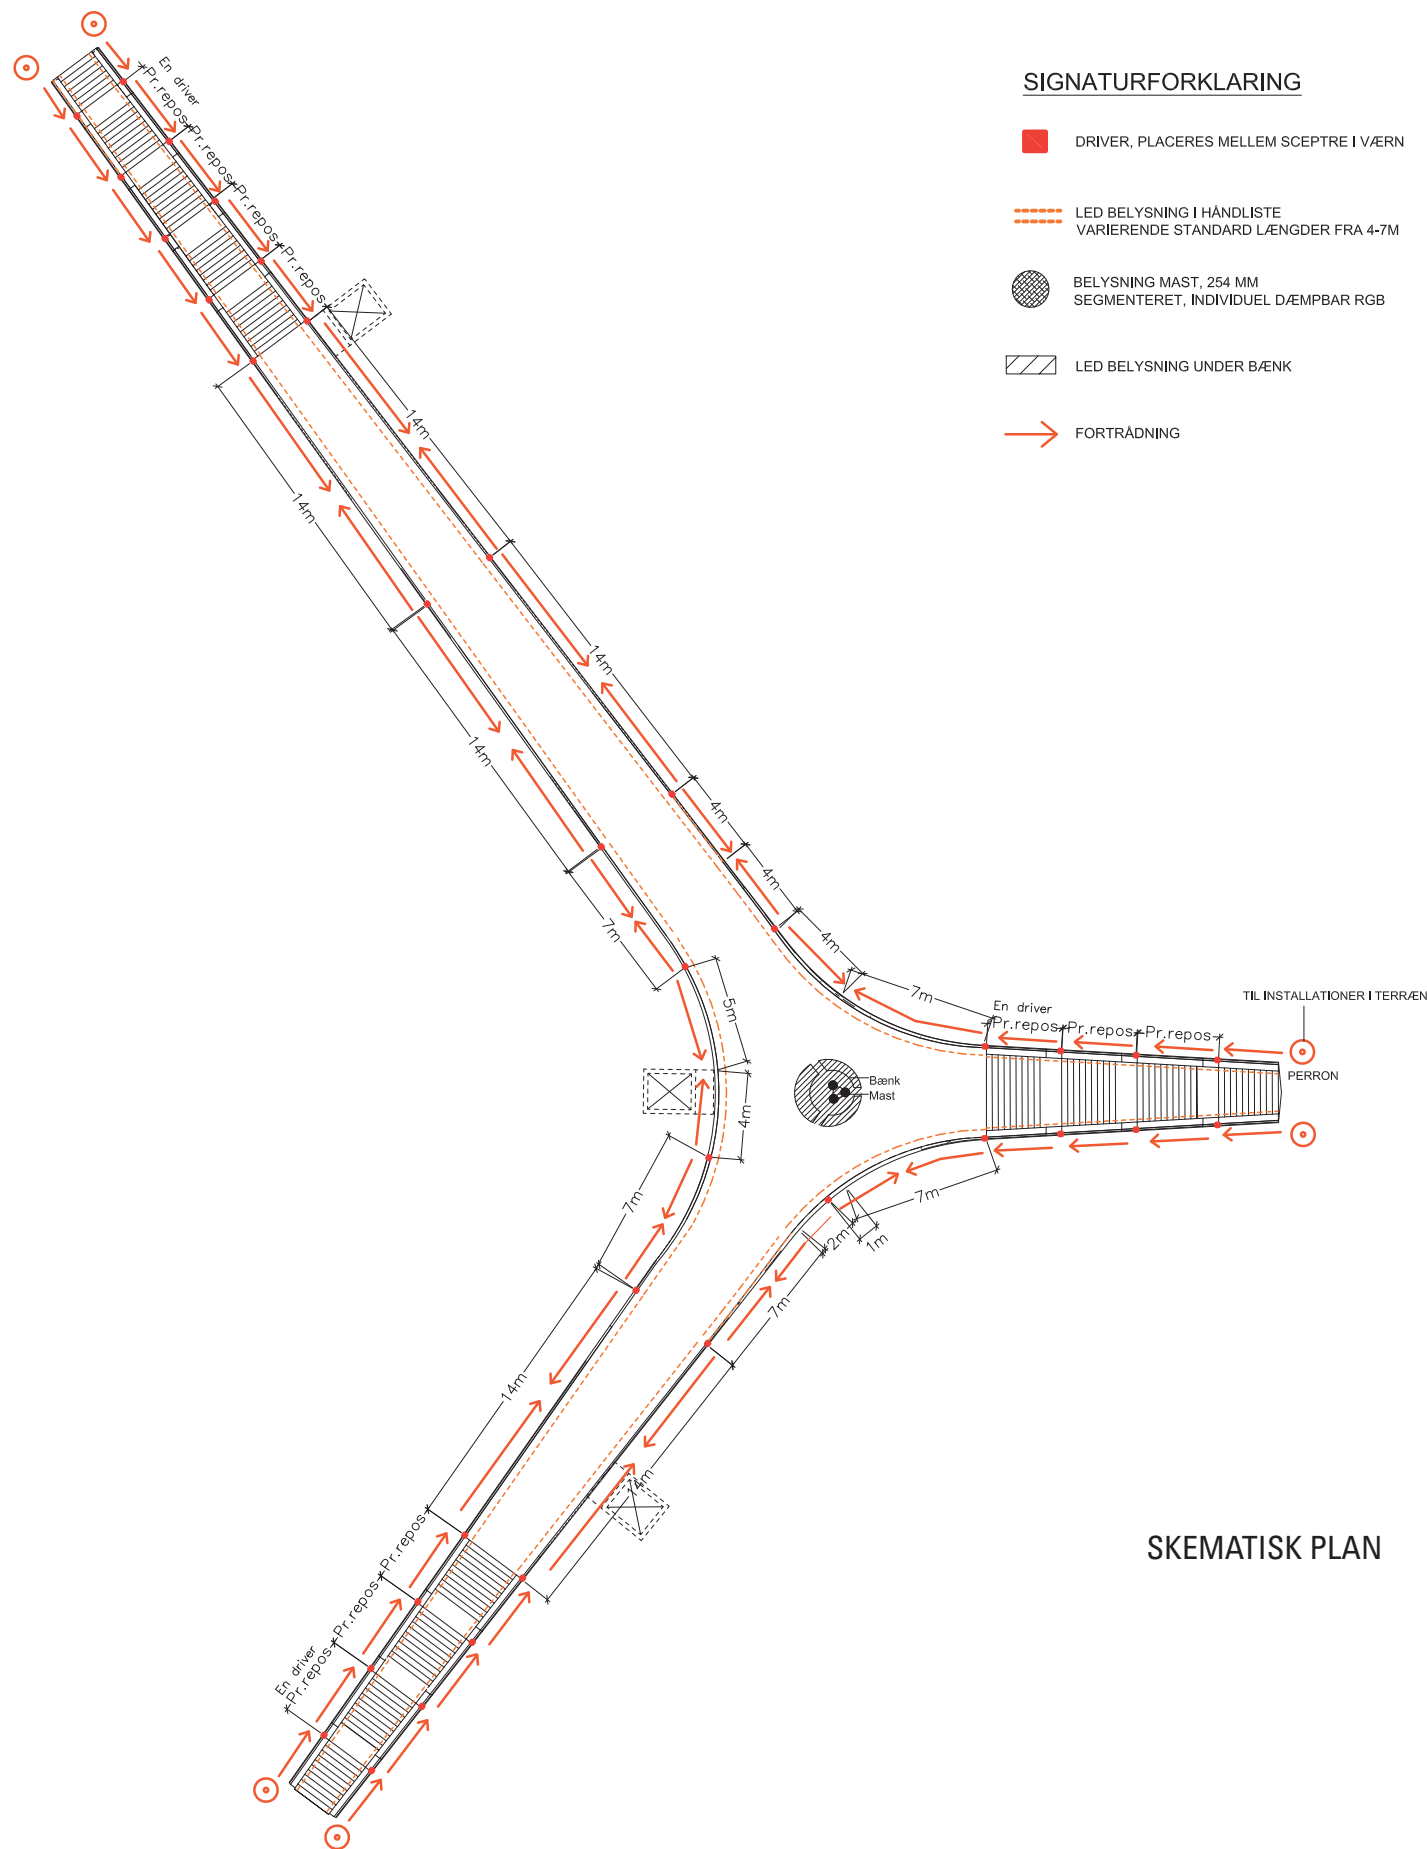 SIGNATURFORKLARING
DRIVER, PLACERES MELLEM SCEPTRE I VÆRN
LED BELYSNING I HÅNDLISTE
VARIERENDE STANDARD LÆNGDER FRA 4-7M
BELYSNING MAST, 254 MM
SEGMENTERET, INDIVIDUEL DÆMPBAR RGB
LED BELYSNING UNDER BÆNK
FORTRÅDNING
En driver
Pr.repos
Pr.repos
Pr.repos
Pr.repos
14m
14m
14m
14m
4m
4m
4m
7m
7m
5m
En driver
Pr.repos
Pr.repos
Pr.repos
TIL INSTALLATIONER I TERRÆN
PERRON
Bænk
Mast
4m
7m
7m
2m
1m
7m
14m
14m
Pr.repos
Pr.repos
En driver
Pr.repos
SKEMATISK PLAN